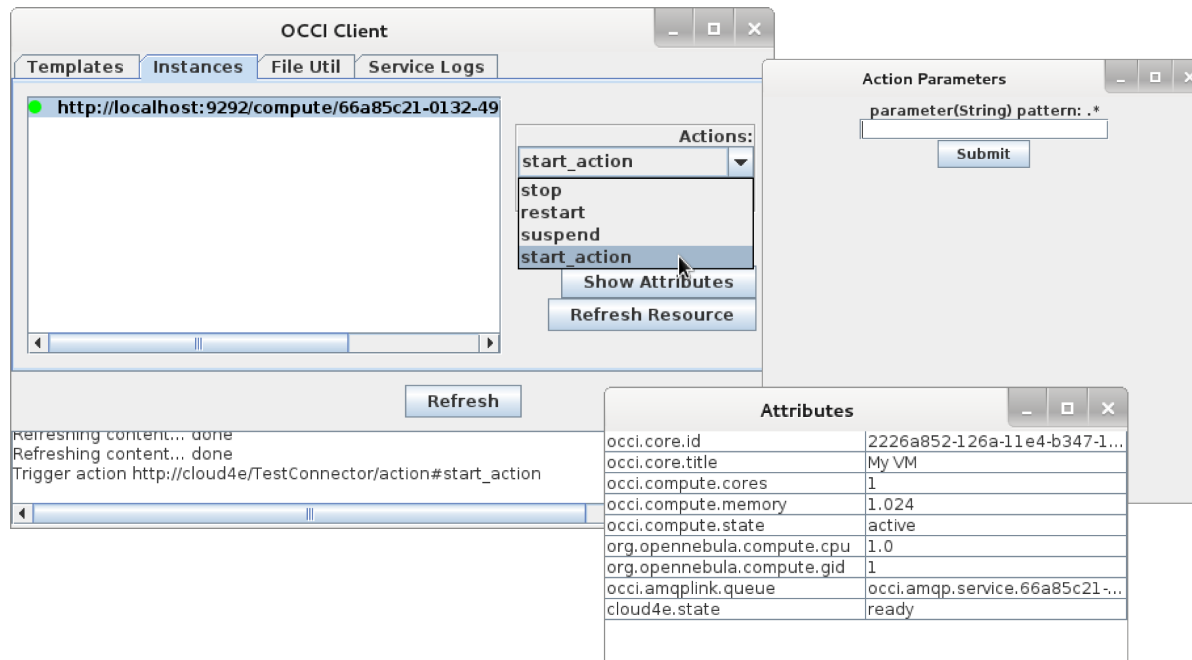 OCCI Client
Templates
Instances
File Util
Service Logs
http://localhost:9292/compute/66a85c21-0132-49
Actions:
start_action
stop
restart
suspend
start_action
Show Attributes
Refresh Resource
Refresh
Refreshing content... done
Refreshing content... done
Trigger action http://cloud4e/TestConnector/action#start_action
Action Parameters
parameter(String) pattern: .*
Submit
Attributes
occi.core.id 2226a852-126a-11e4-b347-1...
occi.core.title My VM
occi.compute.cores 1
occi.compute.memory 1.024
occi.compute.state active
org.opennebula.compute.cpu 1.0
org.opennebula.compute.gid 1
occi.amqplink.queue occi.amqp.service.66a85c21-...
cloud4e.state ready